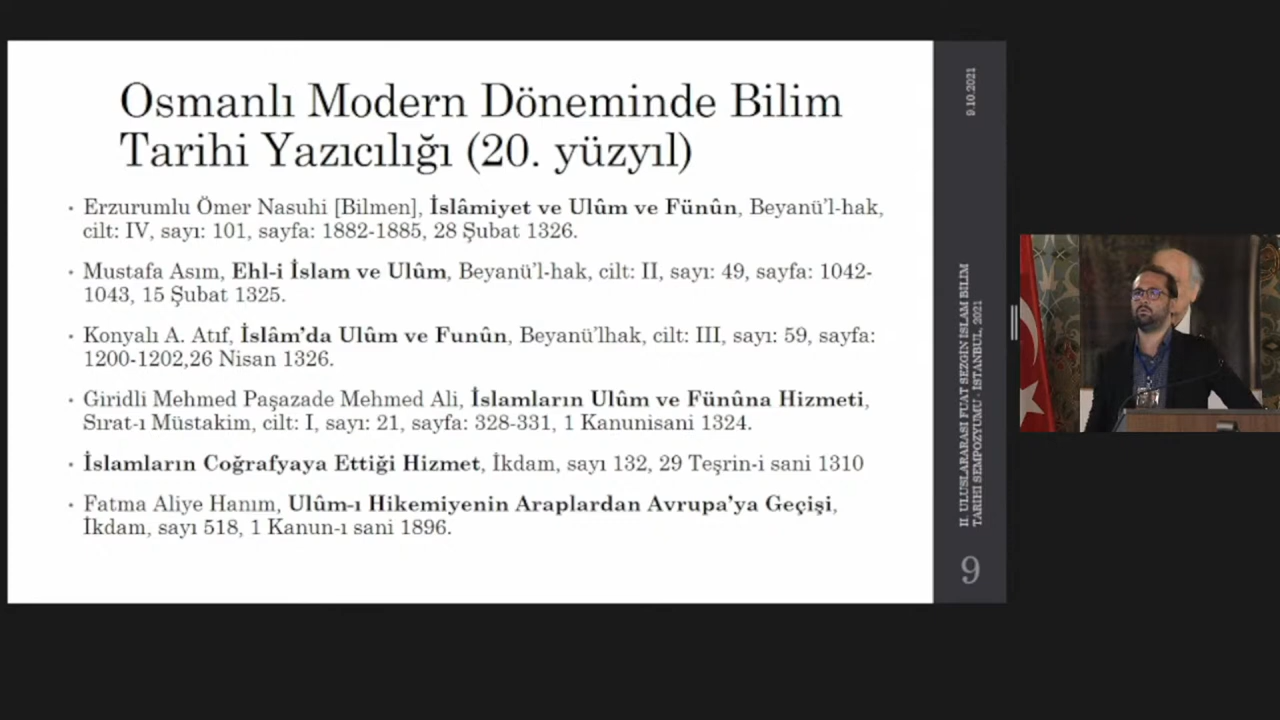 Osmanlı Modern Döneminde Bilim
Tarihi Yazıcılığı (20. yüzyıl)
• Erzurumlu Ömer Nasuhi [Bilmen], İslâmiyet ve Ulûm ve Fünûn, Beyanü’l-hak,
cilt: IV, sayı: 101, sayfa: 1882-1885, 28 Şubat 1326.
• Mustafa Asım, Ehl-i İslam ve Ulûm, Beyanü’l-hak, cilt: II, sayı: 49, sayfa: 1042-
1043, 15 Şubat 1325.
• Konyalı A. Atıf, İslâm’da Ulûm ve Funûn, Beyanü’lhak, cilt: III, sayı: 59, sayfa:
1200-1202,26 Nisan 1326.
• Giridli Mehmed Paşazade Mehmed Ali, İslamların Ulûm ve Fünûna Hizmeti,
Sırat-ı Müstakim, cilt: I, sayı: 21, sayfa: 328-331, 1 Kanunisani 1324.
• İslamların Coğrafyaya Ettiği Hizmet, İkdam, sayı 132, 29 Teşrin-i sani 1310
• Fatma Aliye Hanım, Ulûm-ı Hikemiyenin Araplardan Avrupa’ya Geçişi,
İkdam, sayı 518, 1 Kanun-ı sani 1896.
9.10.2021
II. ULUSLARARASI FUAT SEZGIN İSLAM BILIM
TARIHI SEMPOZYUMU - İSTANBUL, 2021
9